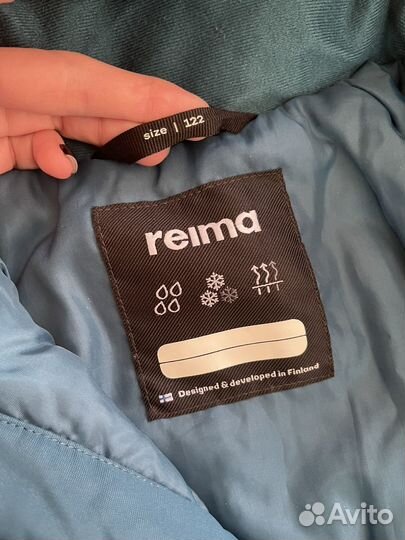 size | 122
reima
Designed & developed in Finland
Avito